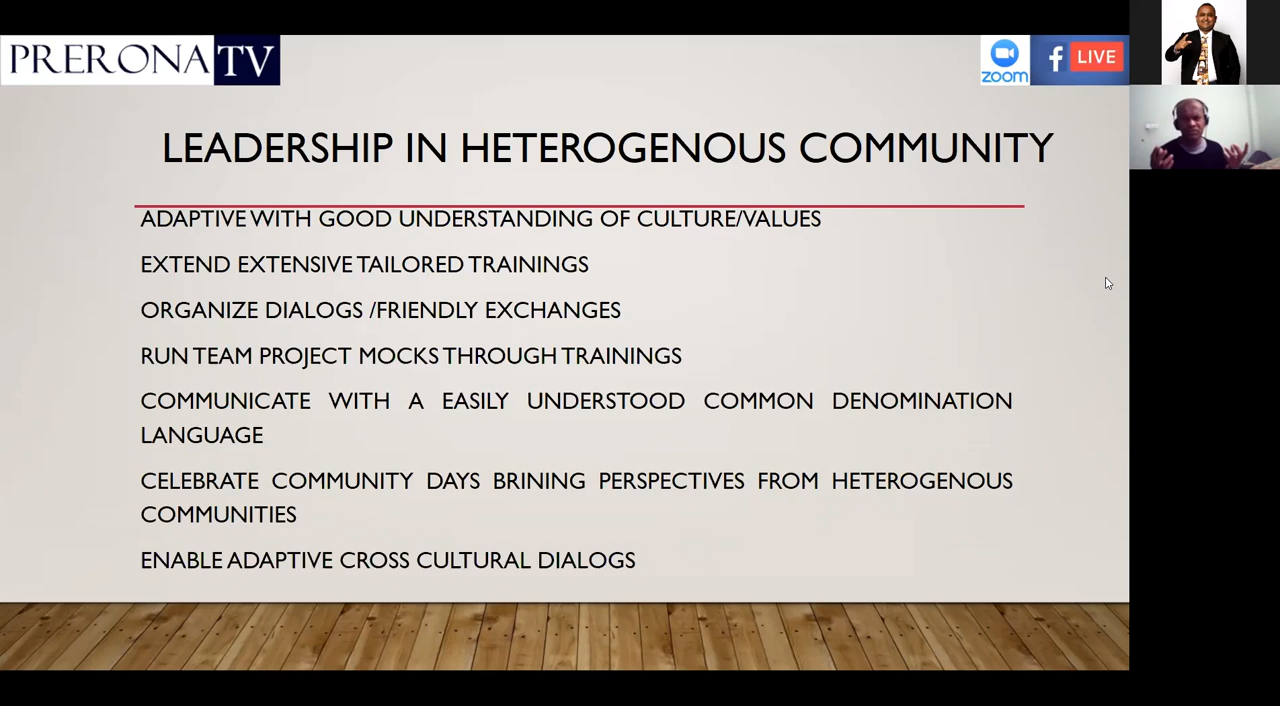 PRERONA TV
zoom
f LIVE
LEADERSHIP IN HETEROGENOUS COMMUNITY
ADAPTIVE WITH GOOD UNDERSTANDING OF CULTURE/VALUES
EXTEND EXTENSIVE TAILORED TRAININGS
ORGANIZE DIALOGS /FRIENDLY EXCHANGES
RUN TEAM PROJECT MOCKS THROUGH TRAININGS
COMMUNICATE WITH A EASILY UNDERSTOOD COMMON DENOMINATION
LANGUAGE
CELEBRATE COMMUNITY DAYS BRINING PERSPECTIVES FROM HETEROGENOUS
COMMUNITIES
ENABLE ADAPTIVE CROSS CULTURAL DIALOGS